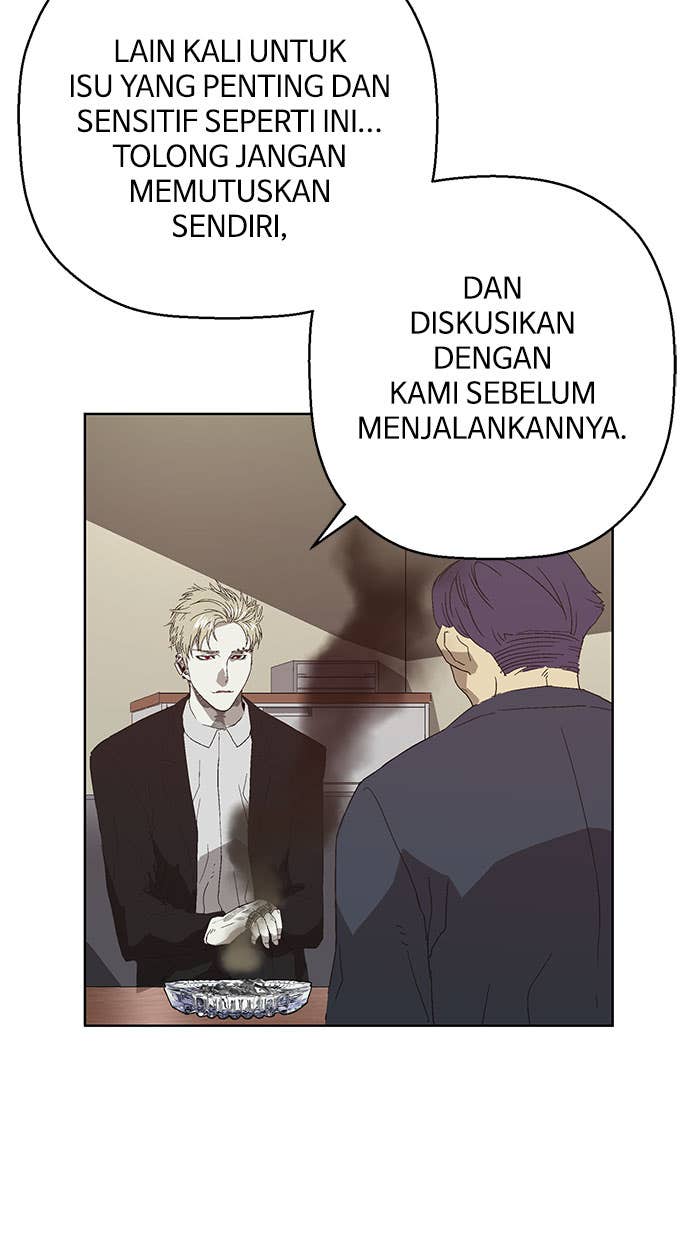 LAIN KALI UNTUK
ISU YANG PENTING DAN
SENSITIF SEPERTI INI...
TOLONG JANGAN
MEMUTUSKAN
SENDIRI,
DAN
DISKUSIKAN
DENGAN
KAMI SEBELUM
MENJALANKANNYA.